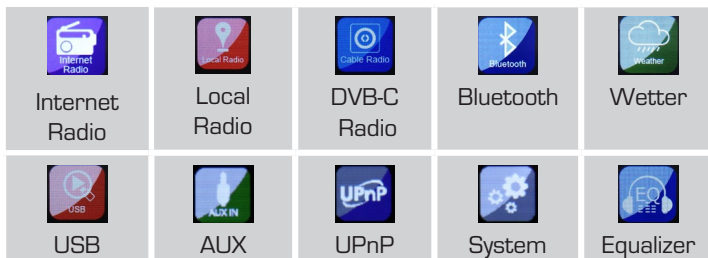 Internet
Radio
Local Radio
Cable Radio
Bluetooth
Weather
Internet
Radio
Local
Radio
DVB-C
Radio
Bluetooth
Wetter
USB
AUX IN
UPnP
EQ
USB
AUX
UPnP
System
Equalizer